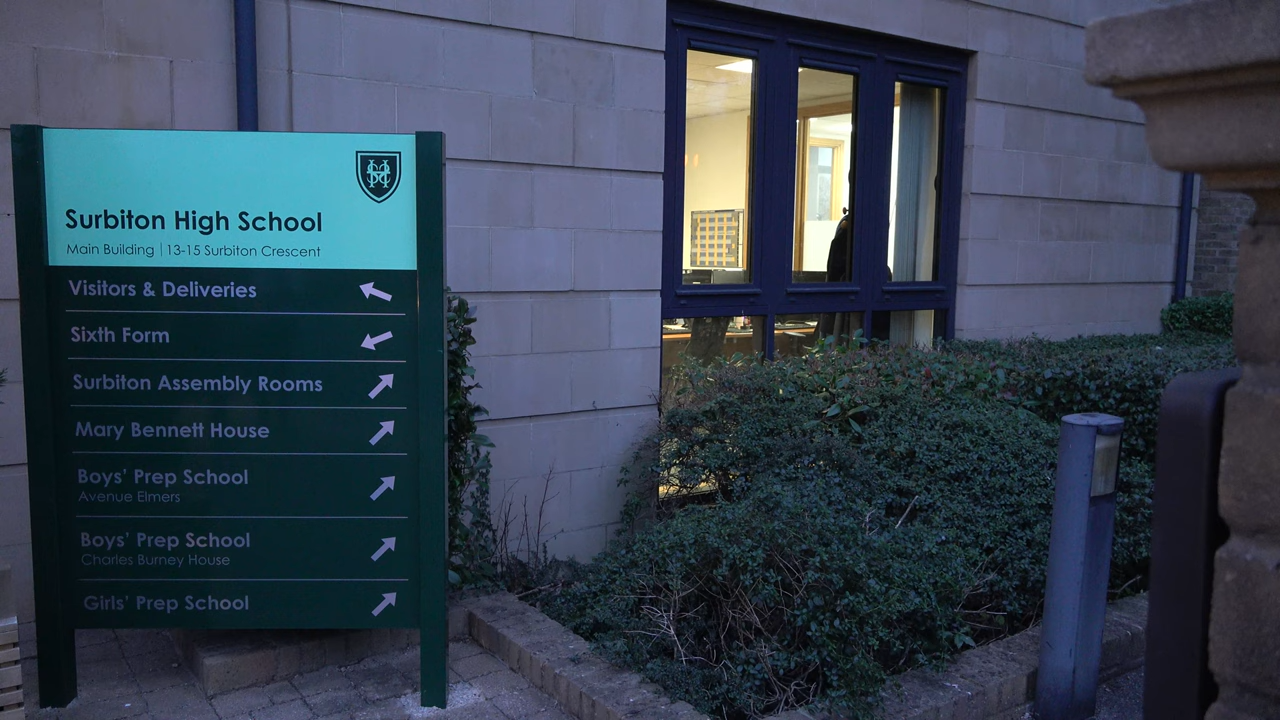 Surbiton High School
Main Building | 13-15 Surbiton Crescent
Visitors & Deliveries
Sixth Form
Surbiton Assembly Rooms
Mary Bennett House
Boys' Prep School
Avenue Elmers
Boys' Prep School
Charles Burney House
Girls' Prep School